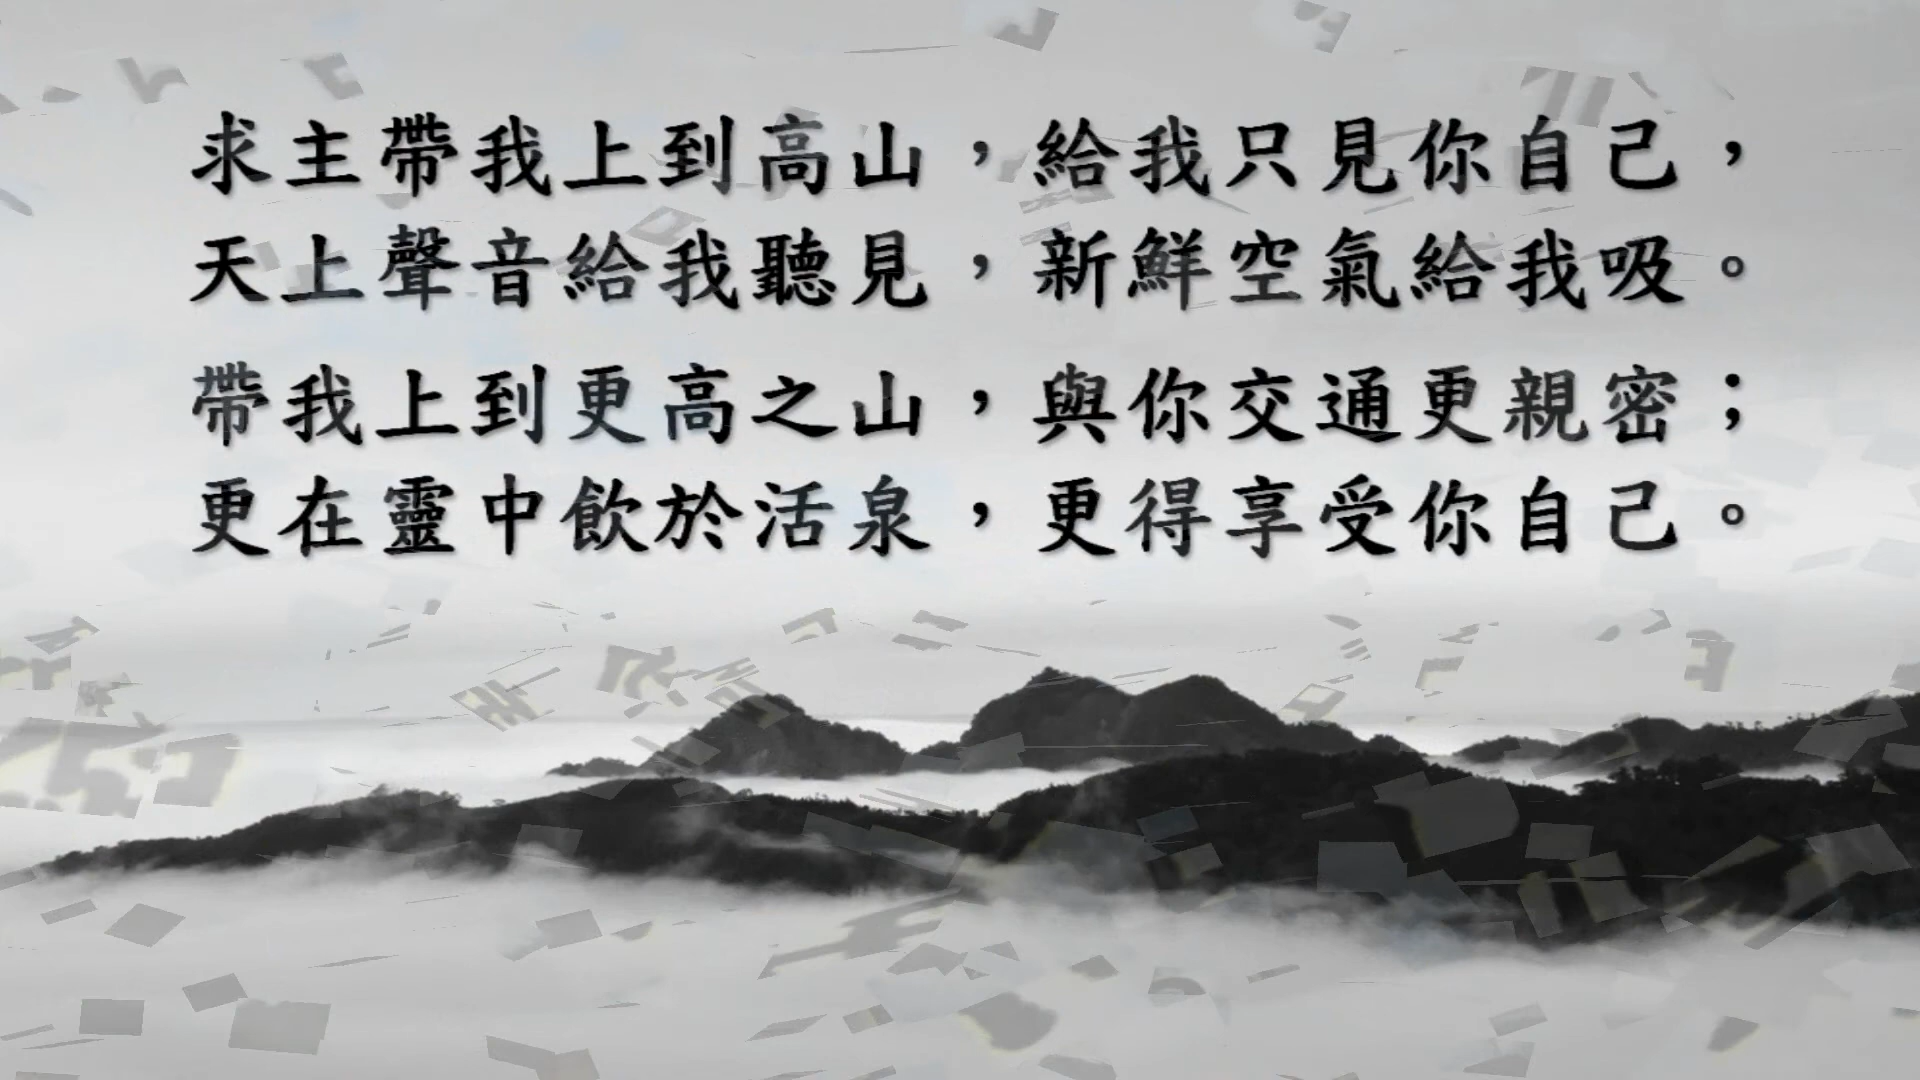 求主帶我上到高山，給我只見你自己，
天上聲音給我聽見，新鮮空氣給我吸。
帶我上到更高之山，與你交通更親密；
更在靈中飲於活泉，更得享受你自己。